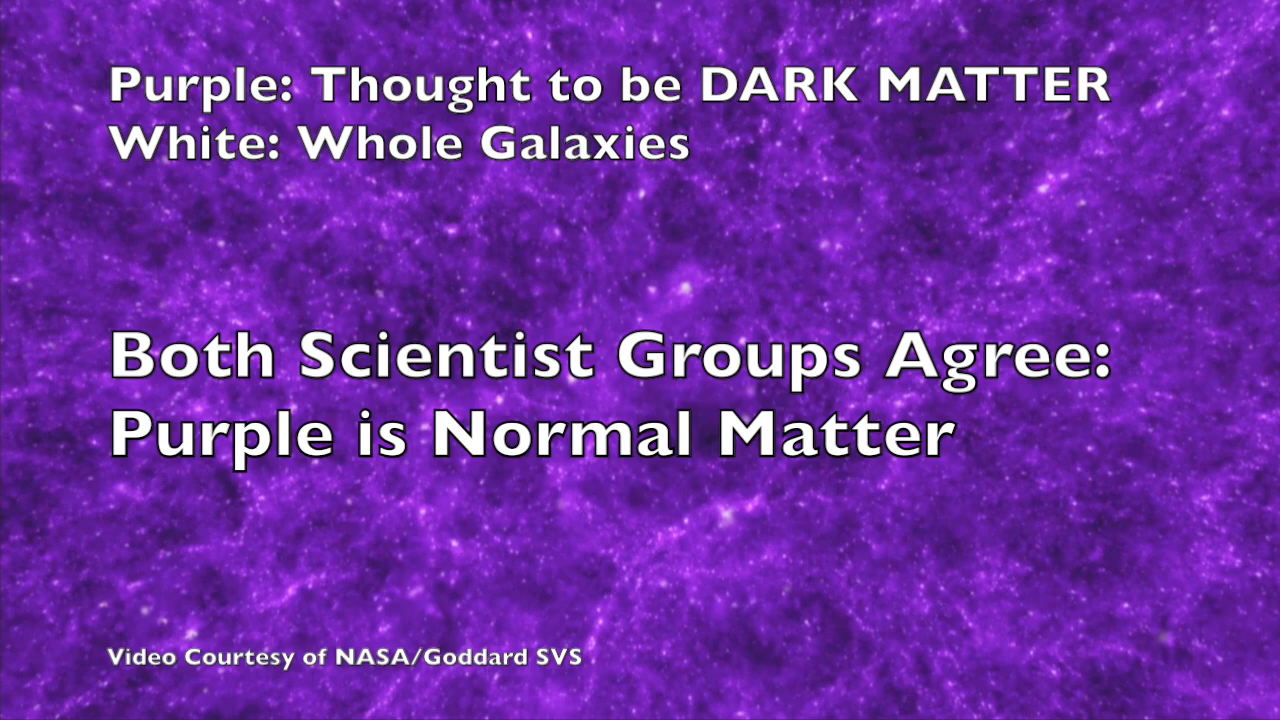 Purple: Thought to be DARK MATTER
White: Whole Galaxies
Both Scientist Groups Agree:
Purple is Normal Matter
Video Courtesy of NASA/Goddard SVS